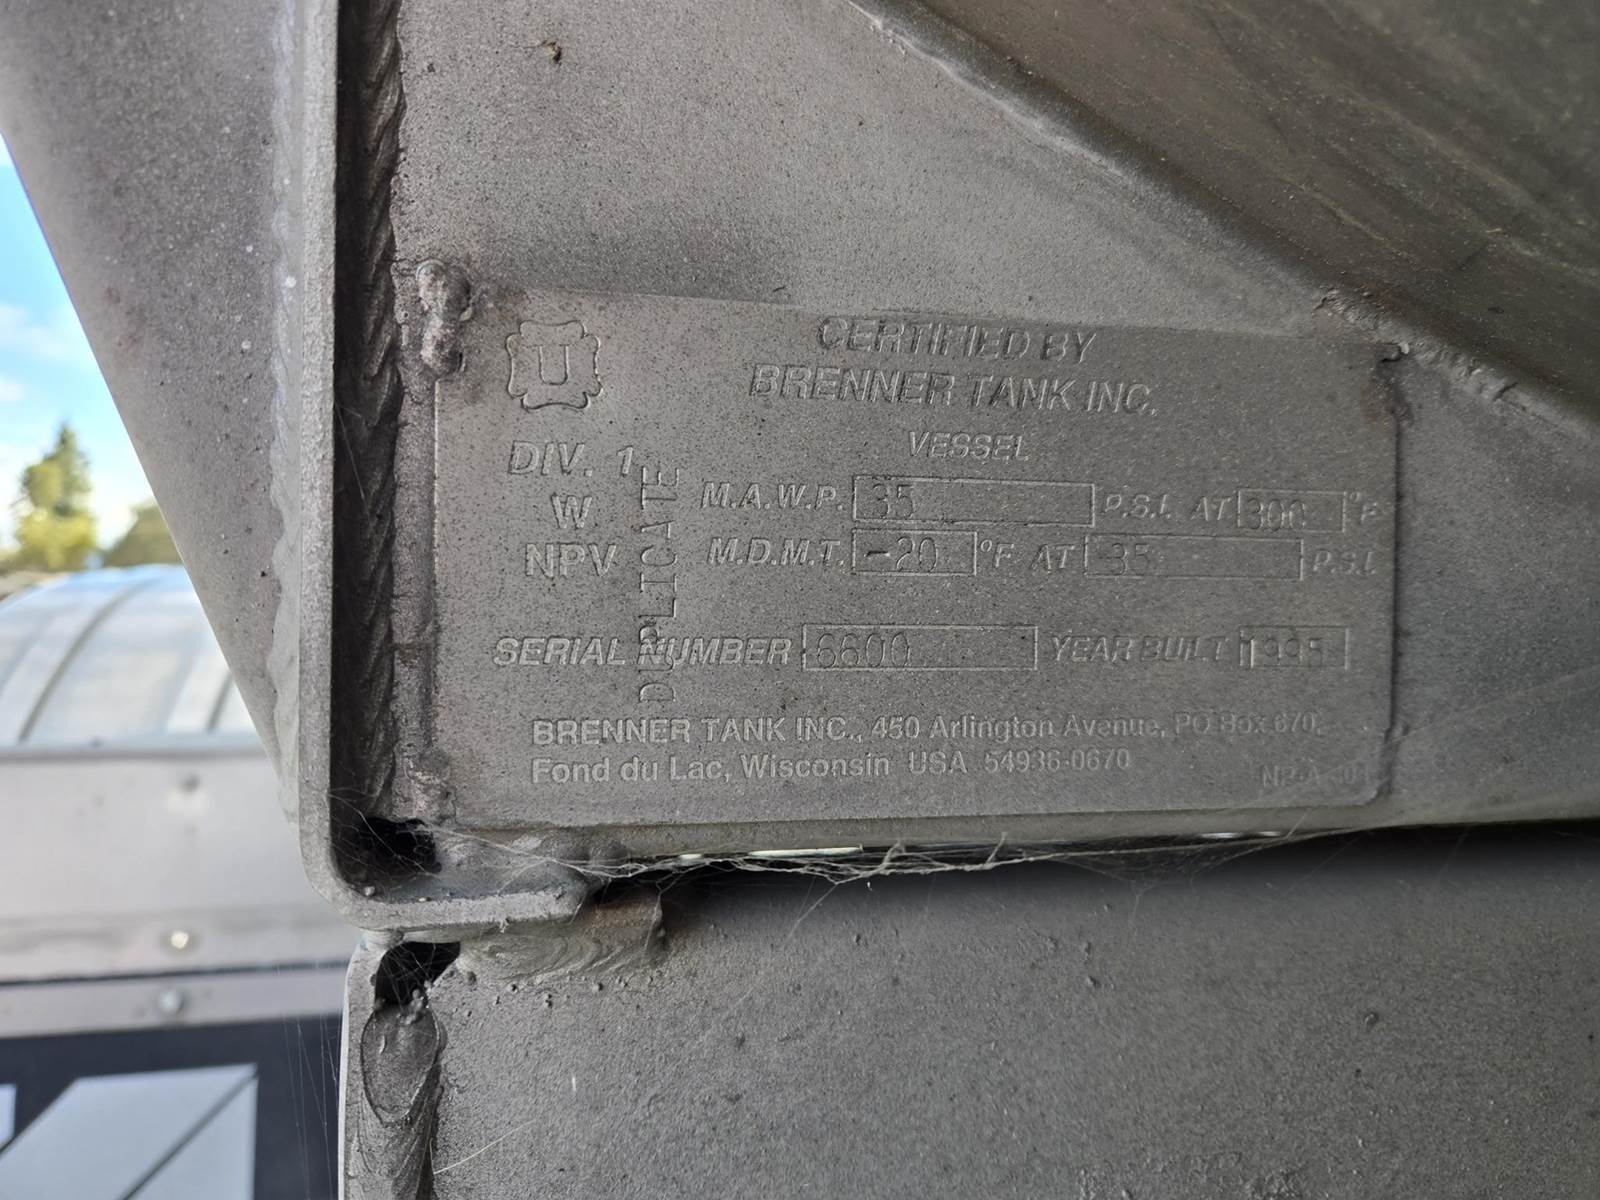 CERTIFIED BY
BRENNER TANK INC.
VESSEL
U
DIV. 1
W
NPV
DUPLICATE
M.A.W.P. 35 P.S.I. AT 300 °F
M.D.M.T. -20 °F AT 35 P.S.I.
SERIAL NUMBER 6600 YEAR BUILT 1995
BRENNER TANK INC., 450 Arlington Avenue, PO Box 670,
Fond du Lac, Wisconsin USA 54936-0670